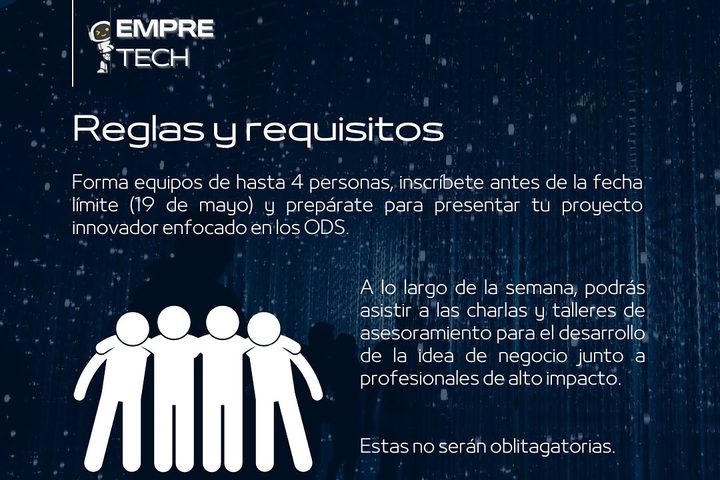 EMPRE
TECH
Reglas y requisitos
Forma equipos de hasta 4 personas, inscríbete antes de la fecha
límite (19 de mayo) y prepárate para presentar tu proyecto
innovador enfocado en los ODS.
A lo largo de la semana, podrás
asistir a las charlas y talleres de
asesoramiento para el desarrollo
de la idea de negocio junto a
profesionales de alto impacto.
Estas no serán oblitagatorias.